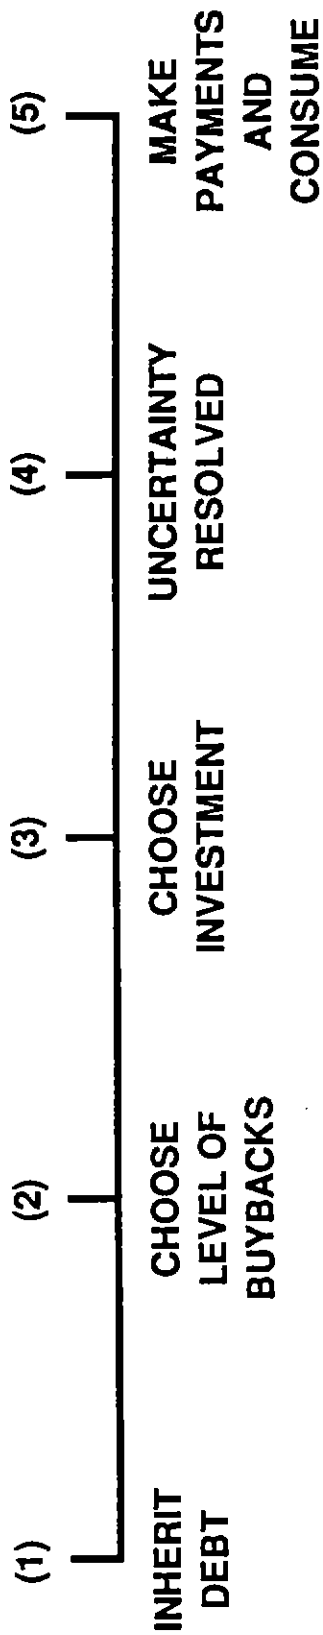 (1)
(2)
(3)
(4)
(5)
INHERIT
DEBT
CHOOSE
LEVEL OF
BUYBACKS
CHOOSE
INVESTMENT
UNCERTAINTY
RESOLVED
MAKE
PAYMENTS
AND
CONSUME